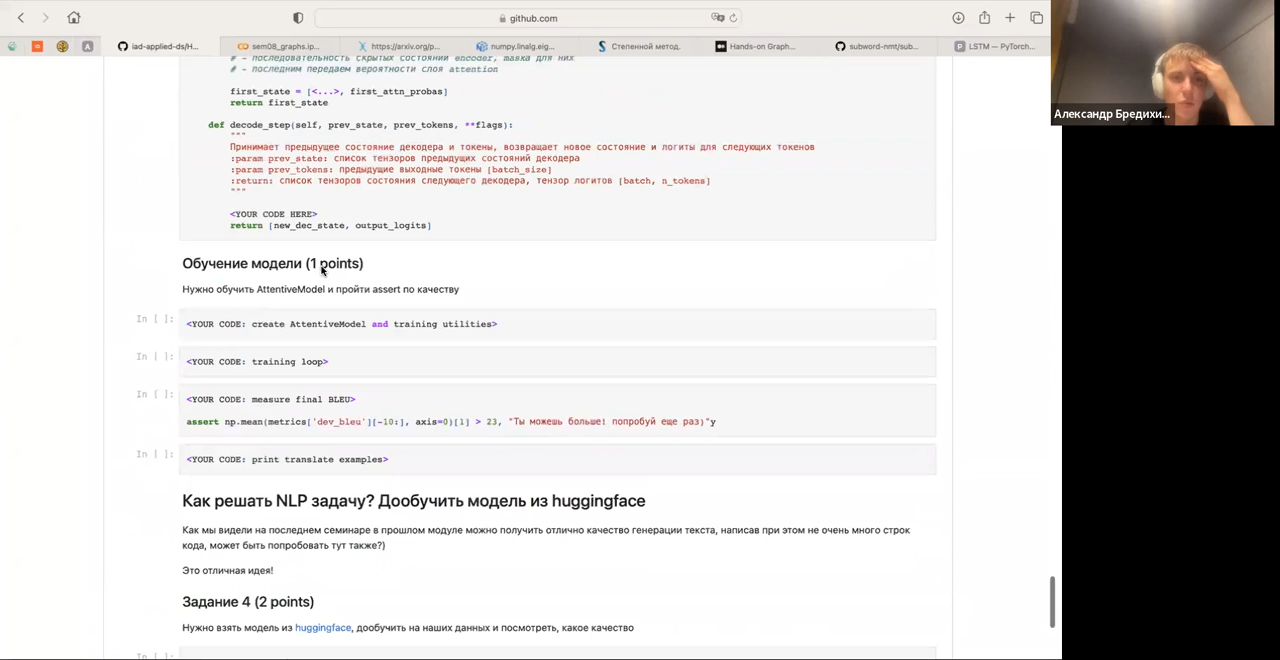 github.com
iad-applied-ds/H...
sem08_graphs.ip...
https://arxiv.org/p...
numpy.linalg.eig...
Степенной метод.
Hands-on Graph...
subword-nmt/sub...
LSTM — PyTorch...
Александр Бредихи...
# - последовательность скрытых состояний encoder, маска для них
# - последним передаем вероятности слоя attention
first_state = [<...>, first_attn_probas]
return first_state
def decode_step(self, prev_state, prev_tokens, **flags):
"""
Принимает предыдущее состояние декодера и токены, возвращает новое состояние и логиты для следующих токенов
:param prev_state: список тензоров предыдущих состояний декодера
:param prev_tokens: предыдущие выходные токены [batch_size]
:return: список тензоров состояния следующего декодера, тензор логитов [batch, n_tokens]
"""
<YOUR CODE HERE>
return [new_dec_state, output_logits]
Обучение модели (1 points)
Нужно обучить AttentiveModel и пройти assert по качеству
In [ ]: <YOUR CODE: create AttentiveModel and training utilities>
In [ ]: <YOUR CODE: training loop>
In [ ]: <YOUR CODE: measure final BLEU>
assert np.mean(metrics['dev_bleu'][-10:], axis=0)[1] > 23, "Ты можешь больше! попробуй еще раз)"y
In [ ]: <YOUR CODE: print translate examples>
Как решать NLP задачу? Дообучить модель из huggingface
Как мы видели на последнем семинаре в прошлом модуле можно получить отлично качество генерации текста, написав при этом не очень много строк
кода, может быть попробовать тут также?)
Это отличная идея!
Задание 4 (2 points)
Нужно взять модель из huggingface, дообучить на наших данных и посмотреть, какое качество
In [ ]: